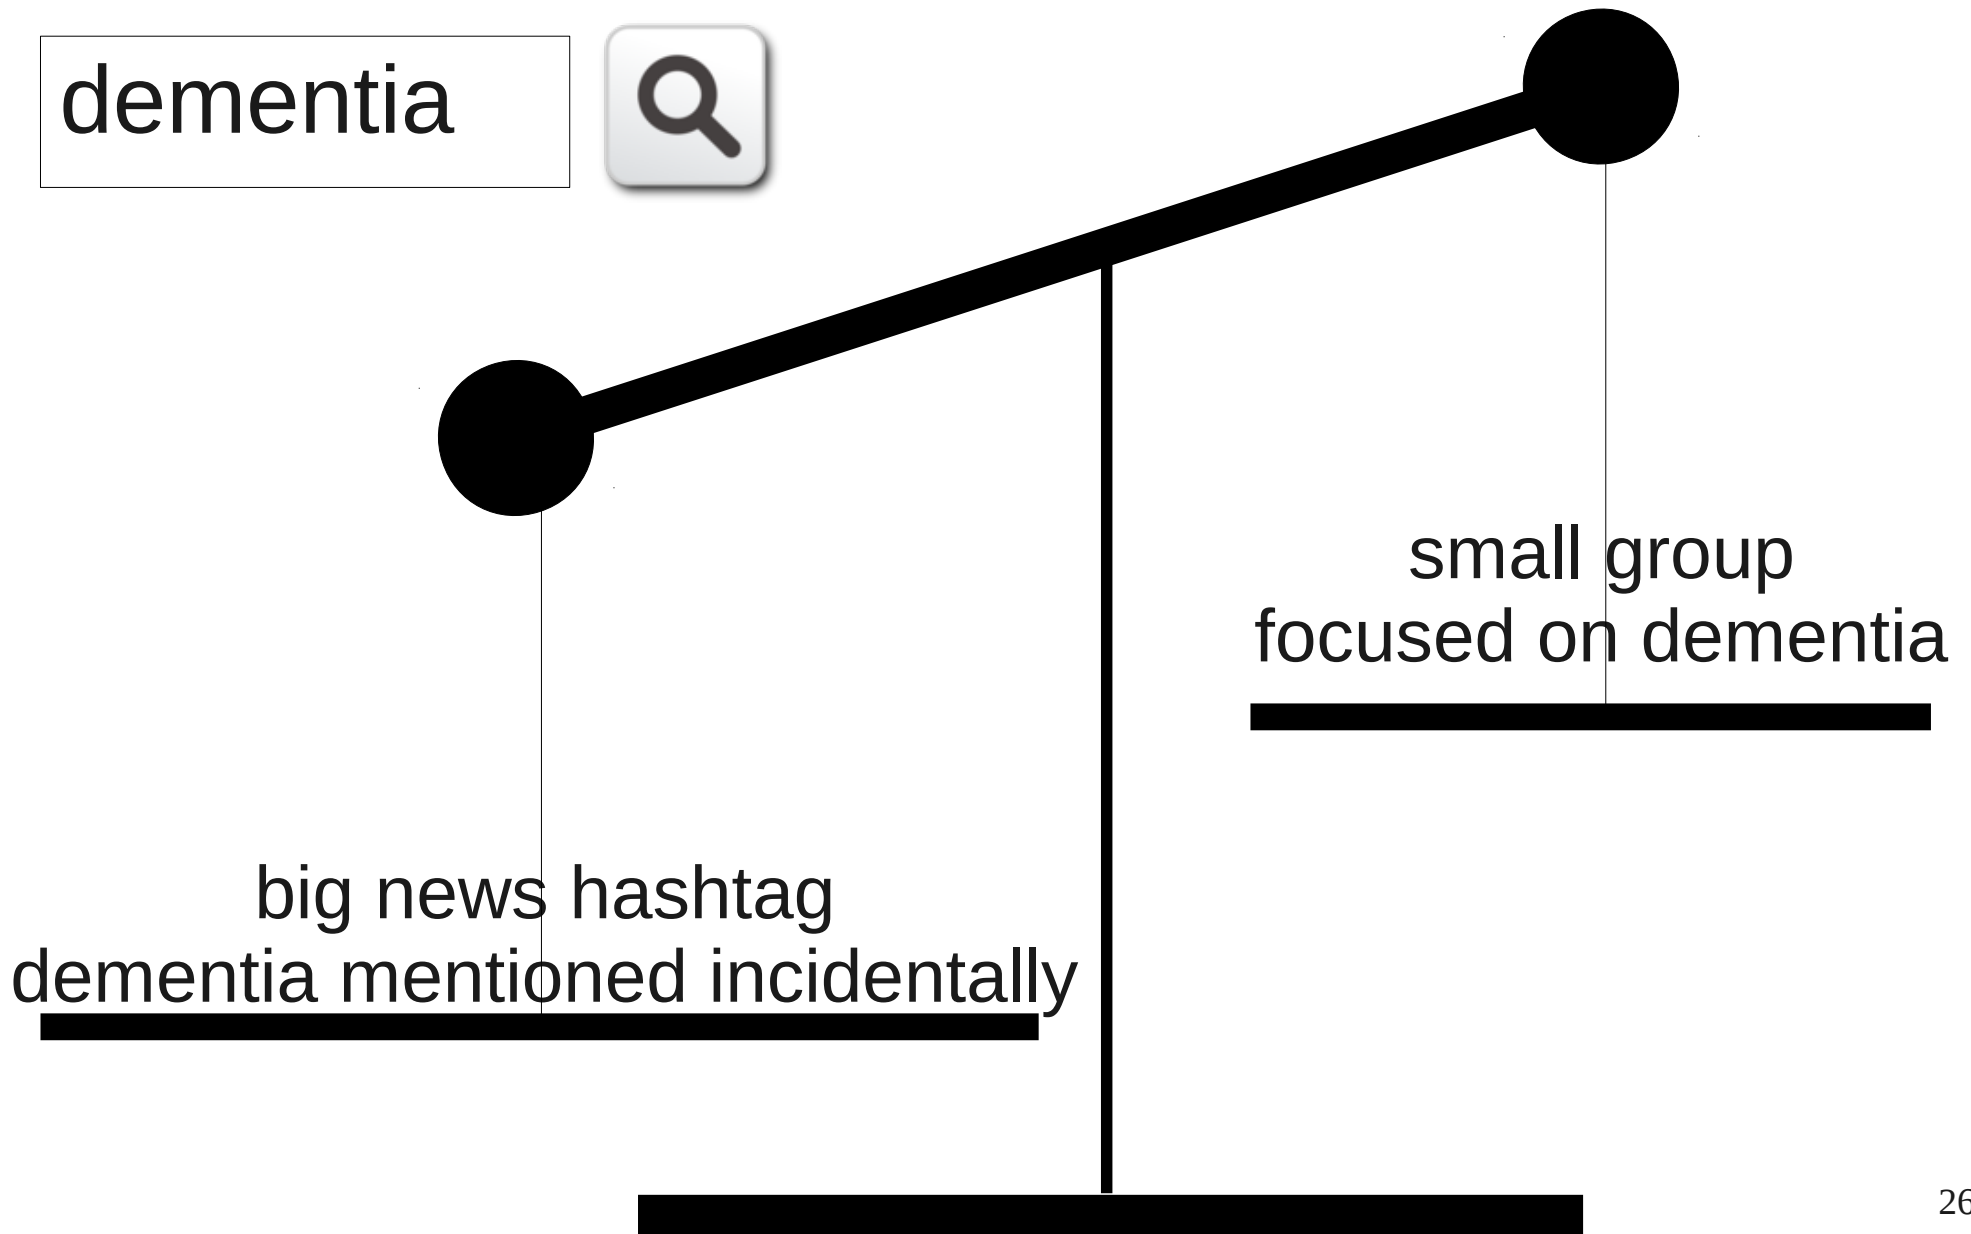 dementia
small group
focused on dementia
big news hashtag
dementia mentioned incidentally
26